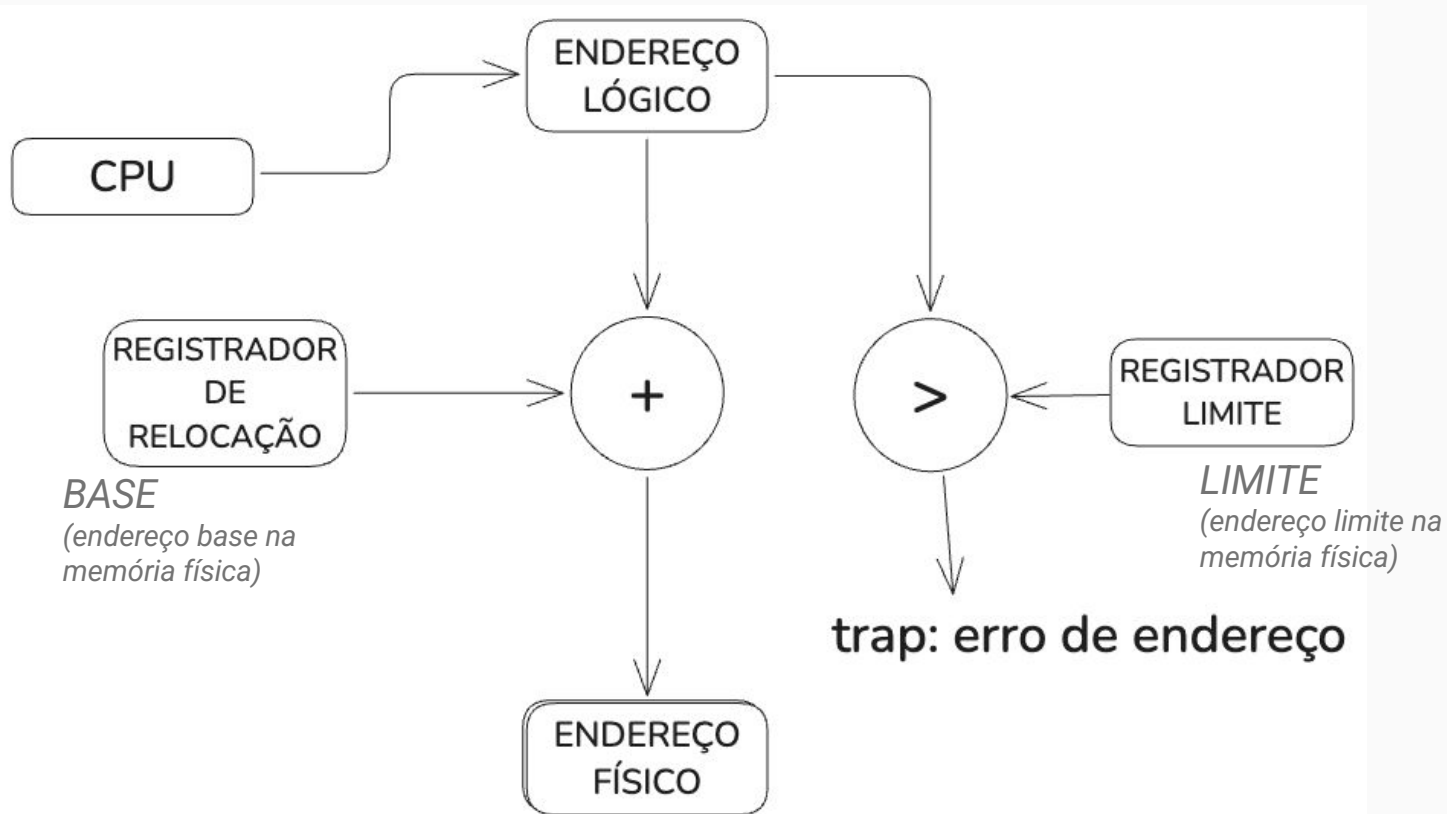 ENDEREÇO
LÓGICO
CPU
REGISTRADOR
DE
RELOCAÇÃO
+
>
REGISTRADOR
LIMITE
BASE
(endereço base na
memória física)
LIMITE
(endereço limite na
memória física)
trap: erro de endereço
ENDEREÇO
FÍSICO